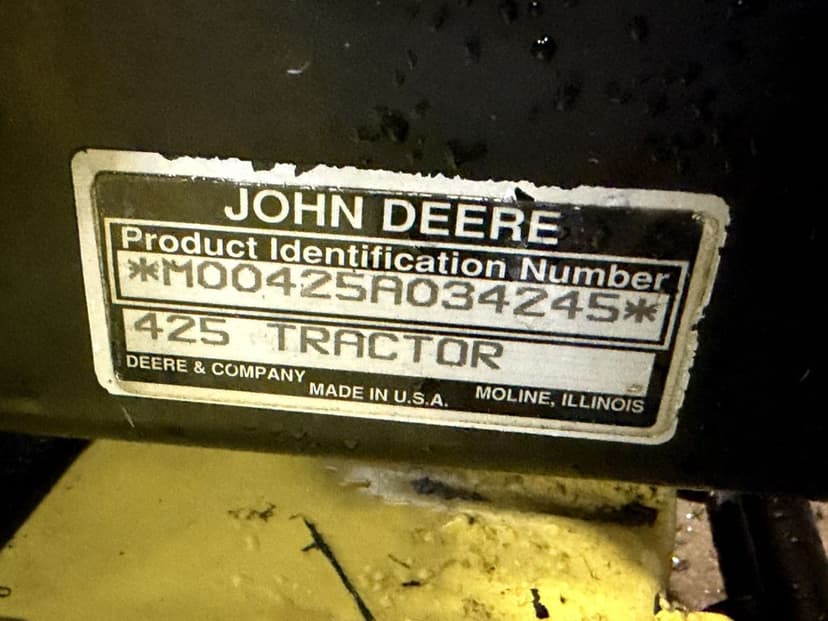 JOHN DEERE
Product Identification Number
*M00425A034245*
425 TRACTOR
DEERE & COMPANY MADE IN U.S.A. MOLINE, ILLINOIS